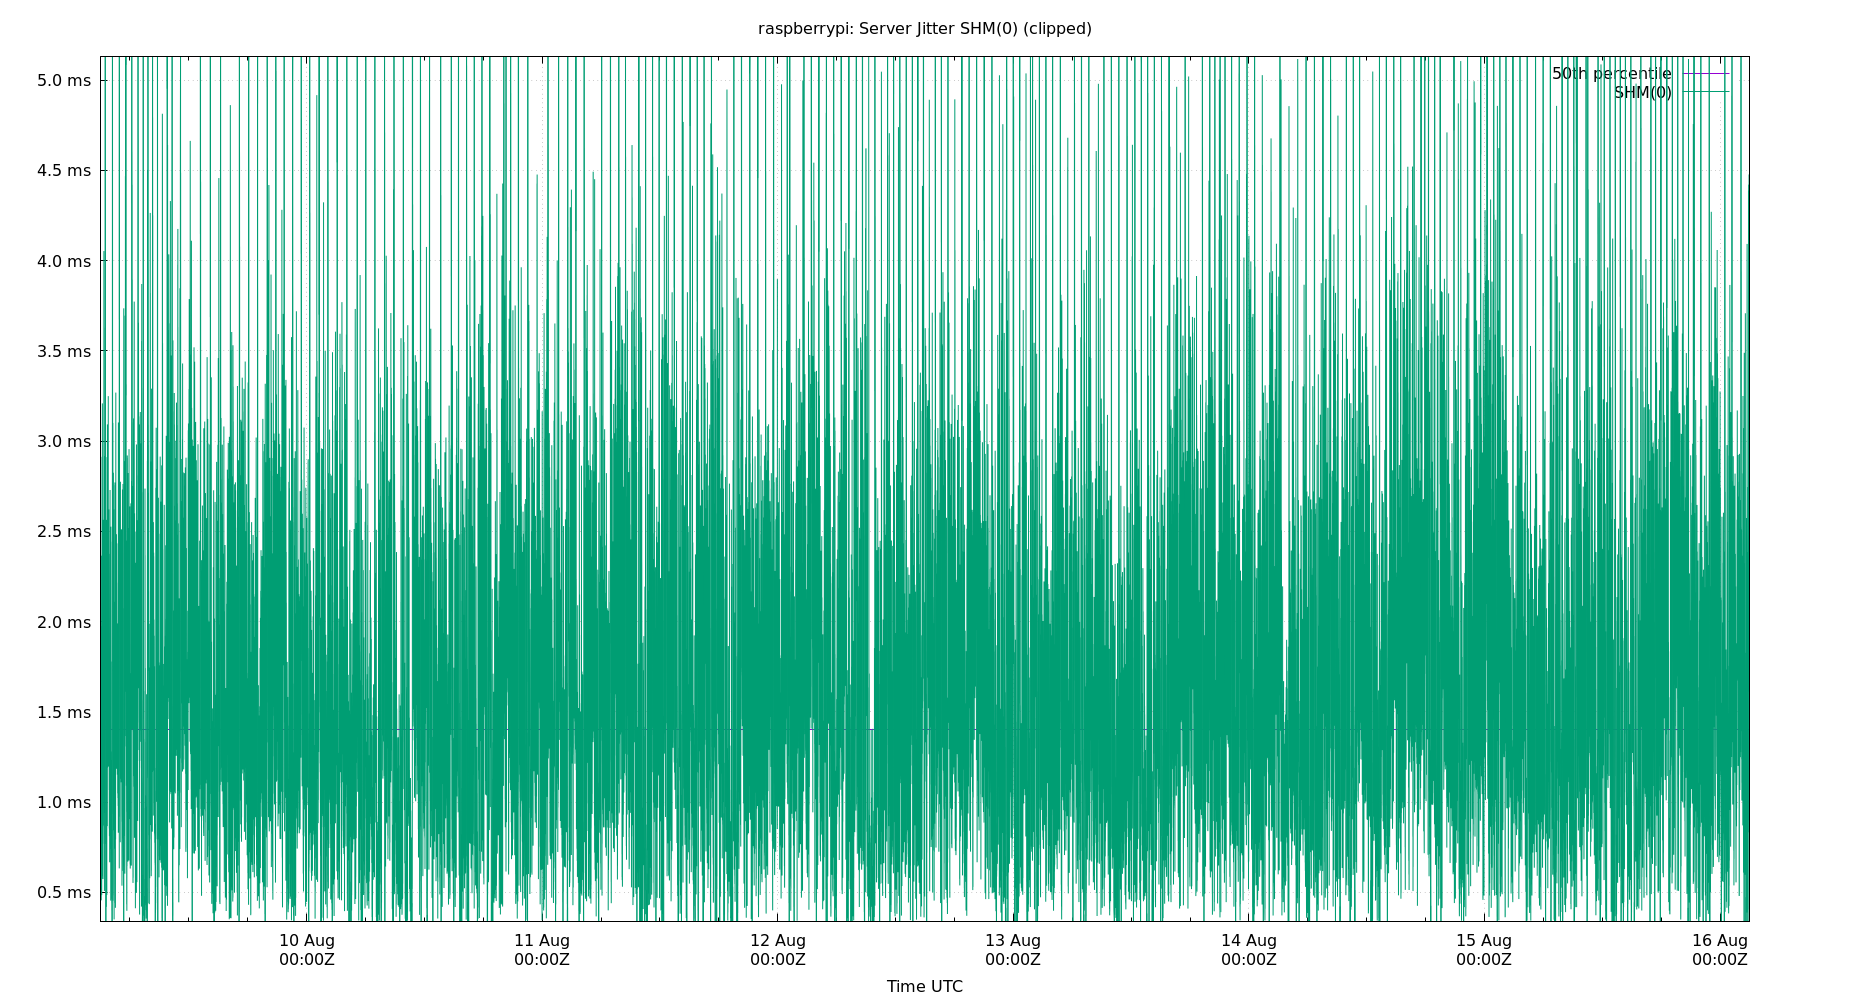 raspberrypi: Server Jitter SHM(0) (clipped)
50th percentile
SHM(0)
5.0 ms
4.5 ms
4.0 ms
3.5 ms
3.0 ms
2.5 ms
2.0 ms
1.5 ms
1.0 ms
0.5 ms
10 Aug 11 Aug 12 Aug 13 Aug 14 Aug 15 Aug 16 Aug
00:00Z 00:00Z 00:00Z 00:00Z 00:00Z 00:00Z 00:00Z
Time UTC